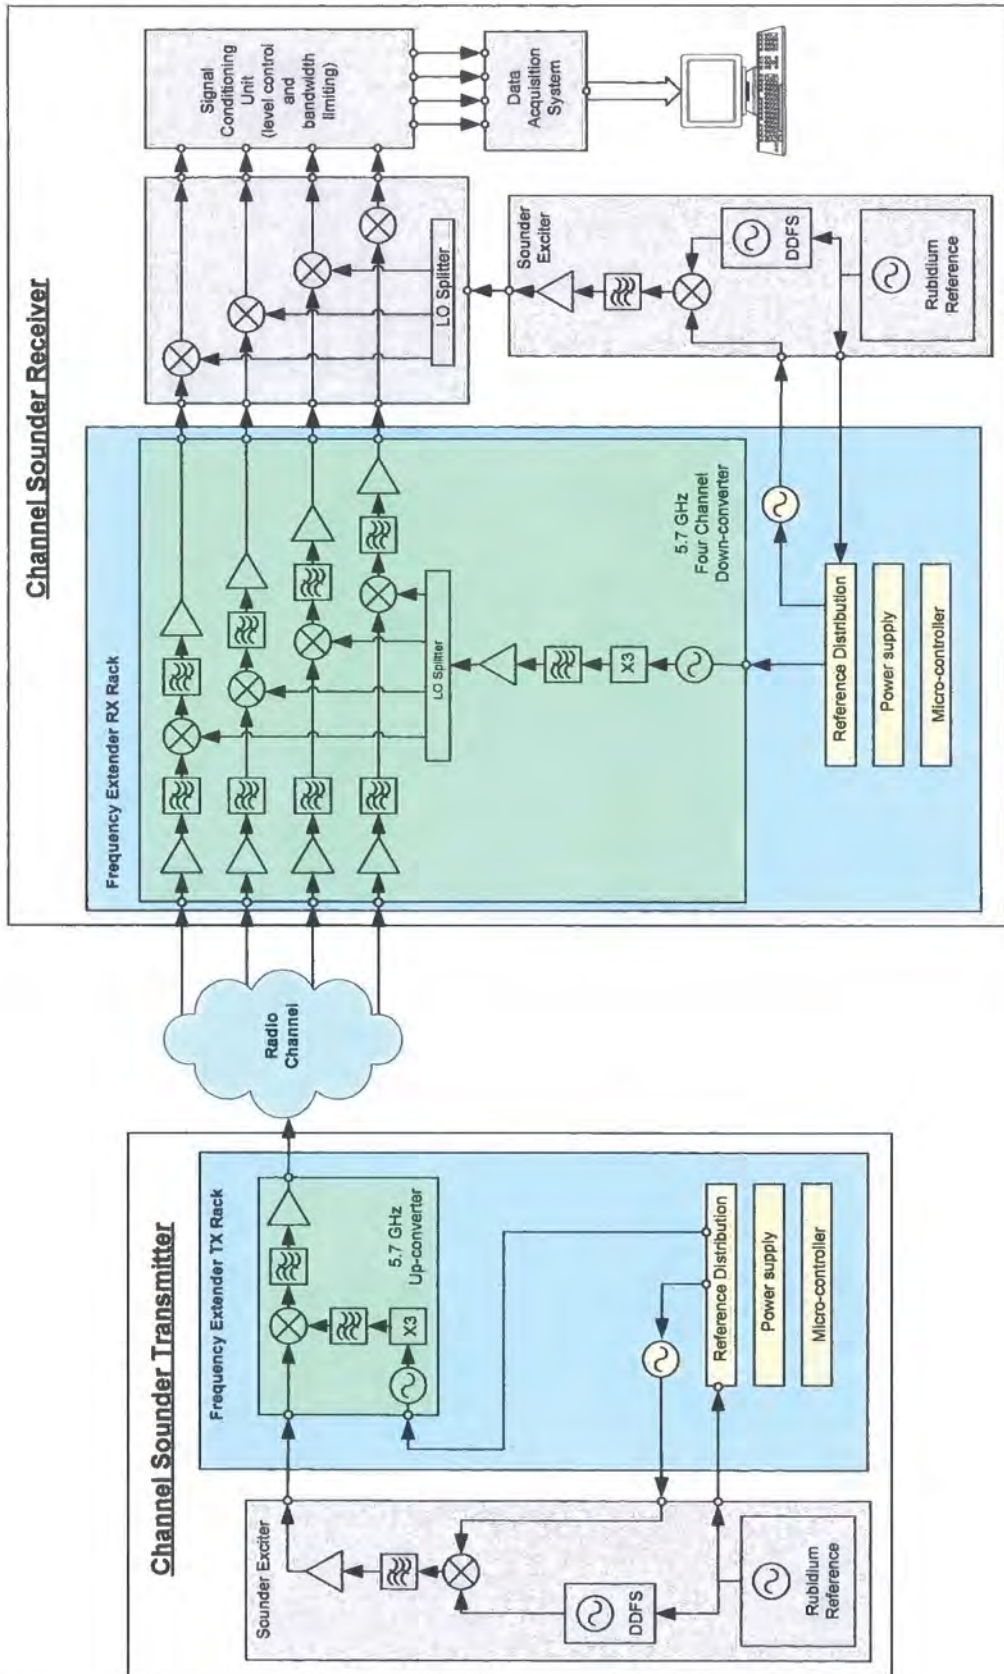 Channel Sounder Transmitter
Sounder Exciter
DDFS
Rubidium
Reference
Frequency Extender TX Rack
X3
5.7 GHz
Up-converter
Reference Distribution
Power supply
Micro-controller
Radio
Channel
Channel Sounder Receiver
Frequency Extender RX Rack
LO Splitter
X3
5.7 GHz
Four Channel
Down-converter
Reference Distribution
Power supply
Micro-controller
LO Splitter
Sounder
Exciter
DDFS
Rubidium
Reference
Signal
Conditioning
Unit
(level control
and
bandwidth
limiting)
Data
Acquisition
System